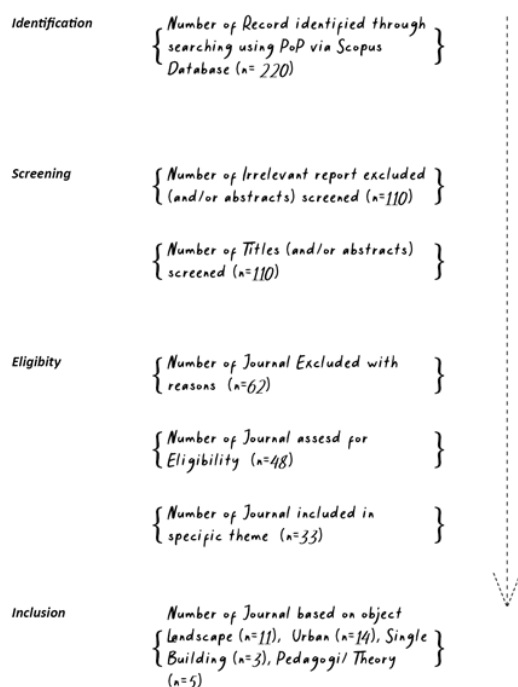 Identification
Number of Record identified through
searching using PoP via Scopus
Database (n= 220)
Screening
Number of Irrelevant report excluded
(and/or abstracts) screened (n=110)
Number of Titles (and/or abstracts)
screened (n=110)
Eligibity
Number of Journal Excluded with
reasons (n=62)
Number of Journal assesd for
Eligibility (n=48)
Number of Journal included in
specific theme (n=33)
Inclusion
Number of Journal based on object
Landscape (n=11), Urban (n=14), Single
Building (n=3), Pedagogi/ Theory
(n=5)